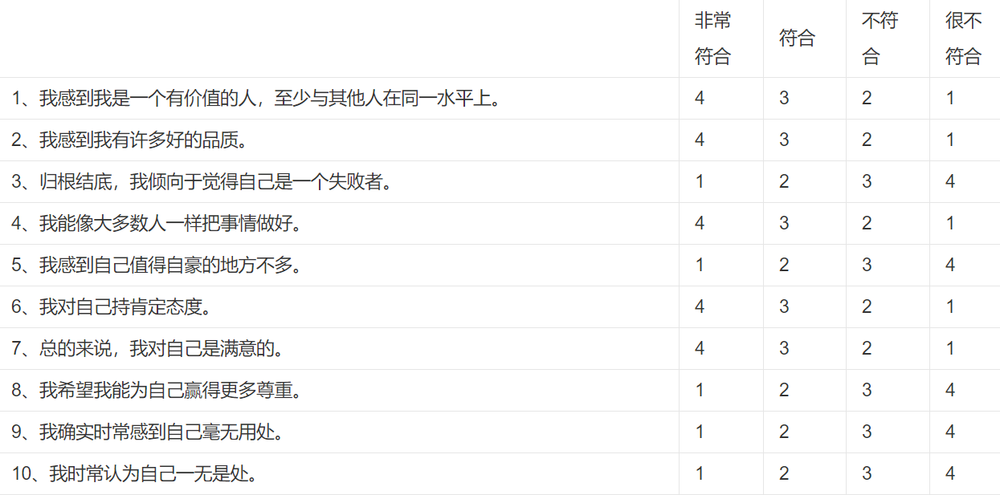 非常符合 符合 不符合 很不符合
1、我感到我是一个有价值的人，至少与其他人在同一水平上。 4 3 2 1
2、我感到我有许多好的品质。 4 3 2 1
3、归根结底，我倾向于觉得自己是一个失败者。 1 2 3 4
4、我能像大多数人一样把事情做好。 4 3 2 1
5、我感到自己值得自豪的地方不多。 1 2 3 4
6、我对自己持肯定态度。 4 3 2 1
7、总的来说，我对自己是满意的。 4 3 2 1
8、我希望我能为自己赢得更多尊重。 1 2 3 4
9、我确实时常感到自己毫无用处。 1 2 3 4
10、我时常认为自己一无是处。 1 2 3 4